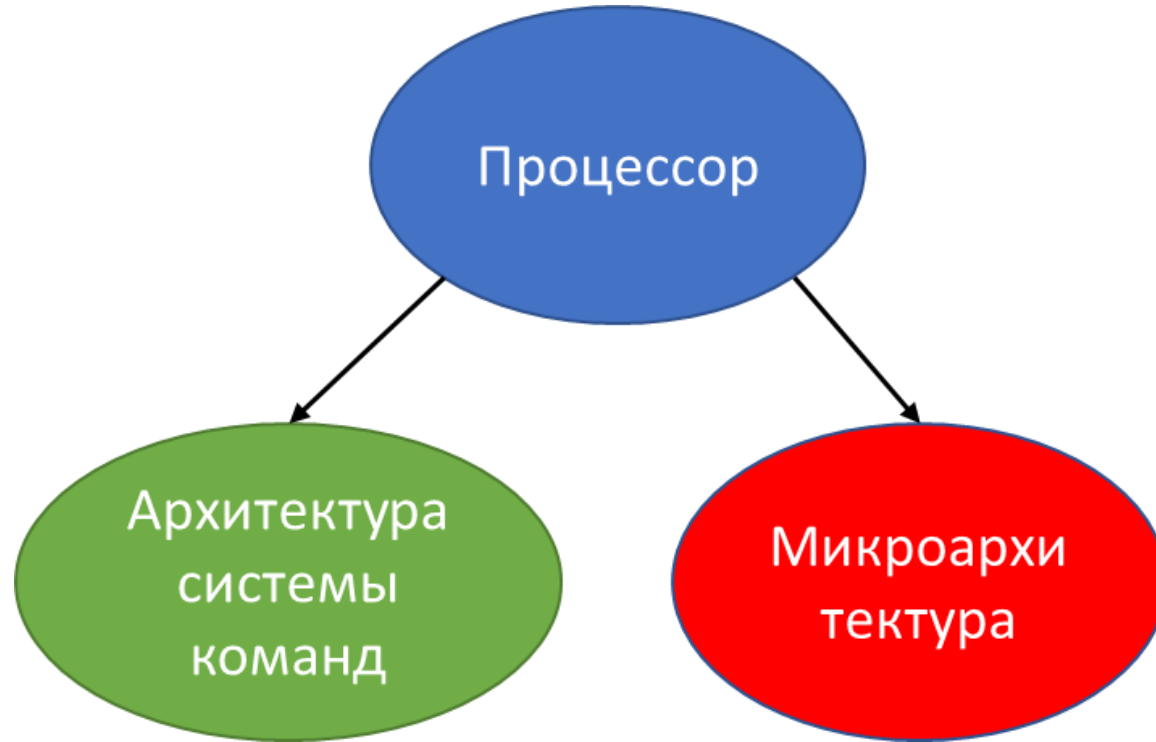 Процессор
Архитектура
системы
команд
Микроархи
тектура